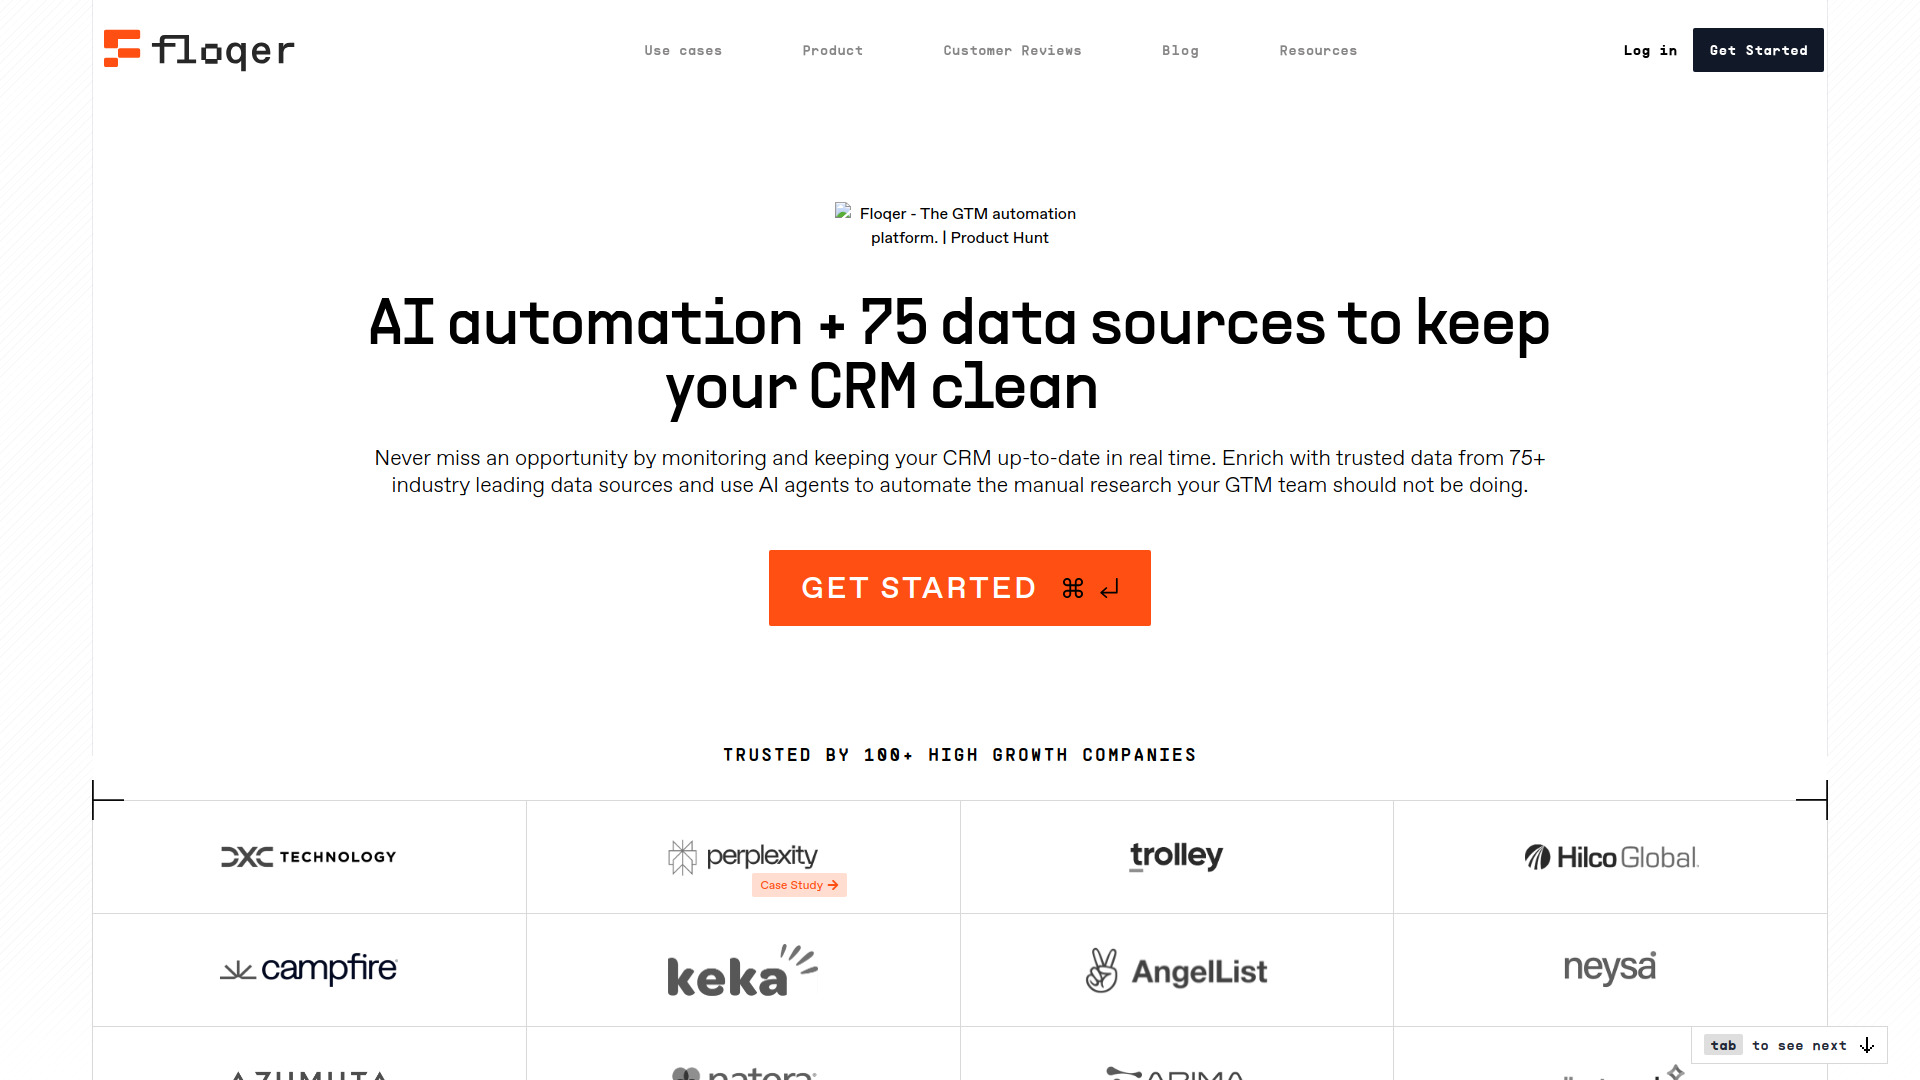 floqer
Use cases
Product
Customer Reviews
Blog
Resources
Log in
Get Started
Floqer - The GTM automation
platform. | Product Hunt
AI automation + 75 data sources to keep
your CRM clean
Never miss an opportunity by monitoring and keeping your CRM up-to-date in real time. Enrich with trusted data from 75+
industry leading data sources and use AI agents to automate the manual research your GTM team should not be doing.
GET STARTED ⌘ ↵
TRUSTED BY 100+ HIGH GROWTH COMPANIES
DXC TECHNOLOGY
perplexity
Case Study →
trolley
Hilco Global.
campfire
keka
AngelList
neysa
AZUMUTA
natera
tab to see next ↓